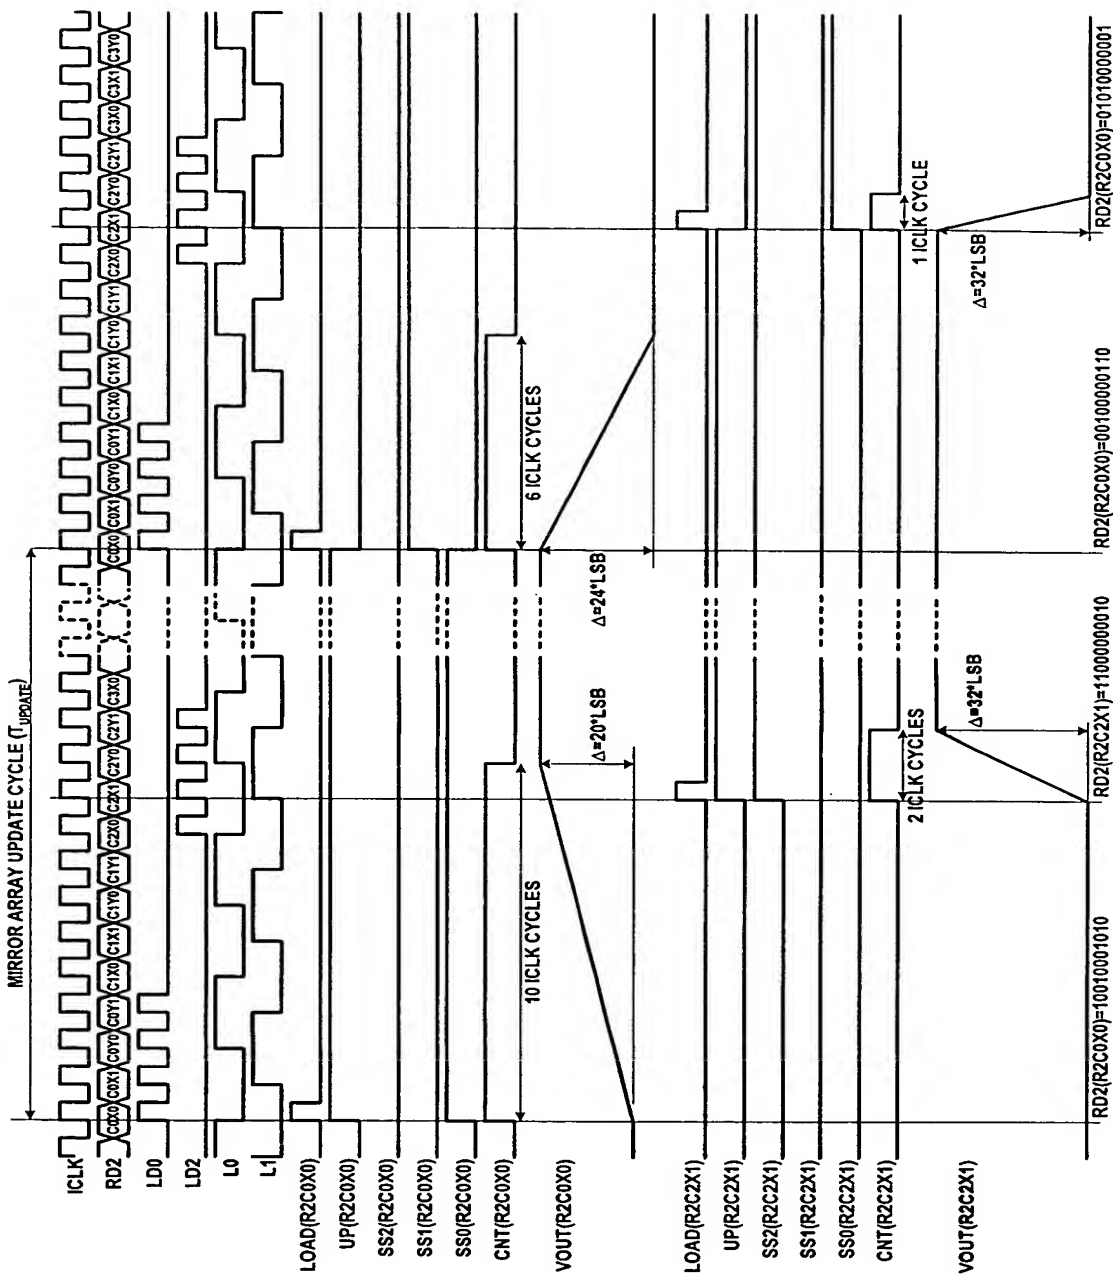 MIRROR ARRAY UPDATE CYCLE (TUPDATE)
ICLK
RD2 C0X0 C0X1 C0Y0 C0Y1 C1X0 C1X1 C1Y0 C1Y1 C2X0 C2X1 C2Y0 C2Y1 C3X0 C0X0 C0X1 C0Y0 C0Y1 C1X0 C1X1 C1Y0 C1Y1 C2X0 C2X1 C2Y0 C2Y1 C3X0 C3X1 C3Y0
LD0
LD2
L0
L1
LOAD(R2C0X0)
UP(R2C0X0)
SS2(R2C0X0)
SS1(R2C0X0)
SS0(R2C0X0)
CNT(R2C0X0)
10 ICLK CYCLES
6 ICLK CYCLES
VOUT(R2C0X0)
Δ=20*LSB
Δ=24*LSB
LOAD(R2C2X1)
UP(R2C2X1)
SS2(R2C2X1)
SS1(R2C2X1)
SS0(R2C2X1)
CNT(R2C2X1)
2 ICLK CYCLES
1 ICLK CYCLE
VOUT(R2C2X1)
Δ=32*LSB
Δ=32*LSB
RD2(R2C0X0)=10010001010
RD2(R2C2X1)=11000000010
RD2(R2C0X0)=00100000110
RD2(R2C0X0)=01010000001